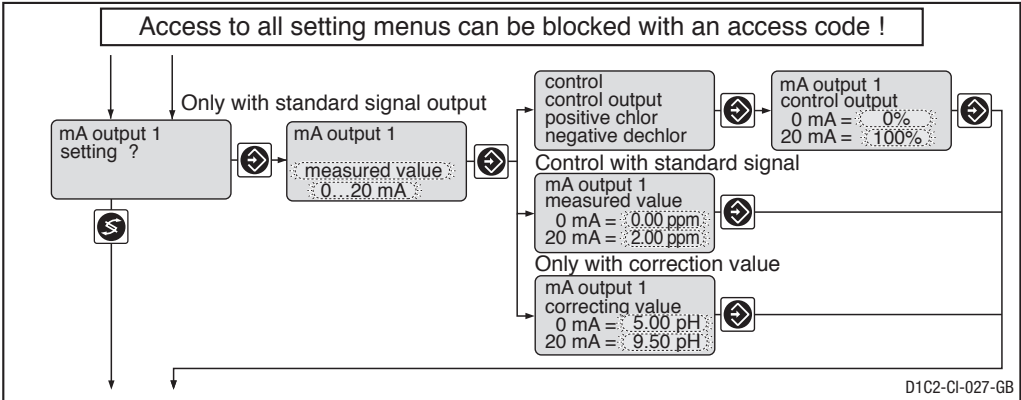 Access to all setting menus can be blocked with an access code !
Only with standard signal output
mA output 1
setting ?
mA output 1
measured value
0...20 mA
control
control output
positive chlor
negative dechlor
mA output 1
control output
0 mA = 0%
20 mA = 100%
Control with standard signal
mA output 1
measured value
0 mA = 0.00 ppm
20 mA = 2.00 ppm
Only with correction value
mA output 1
correcting value
0 mA = 5.00 pH
20 mA = 9.50 pH
D1C2-CI-027-GB